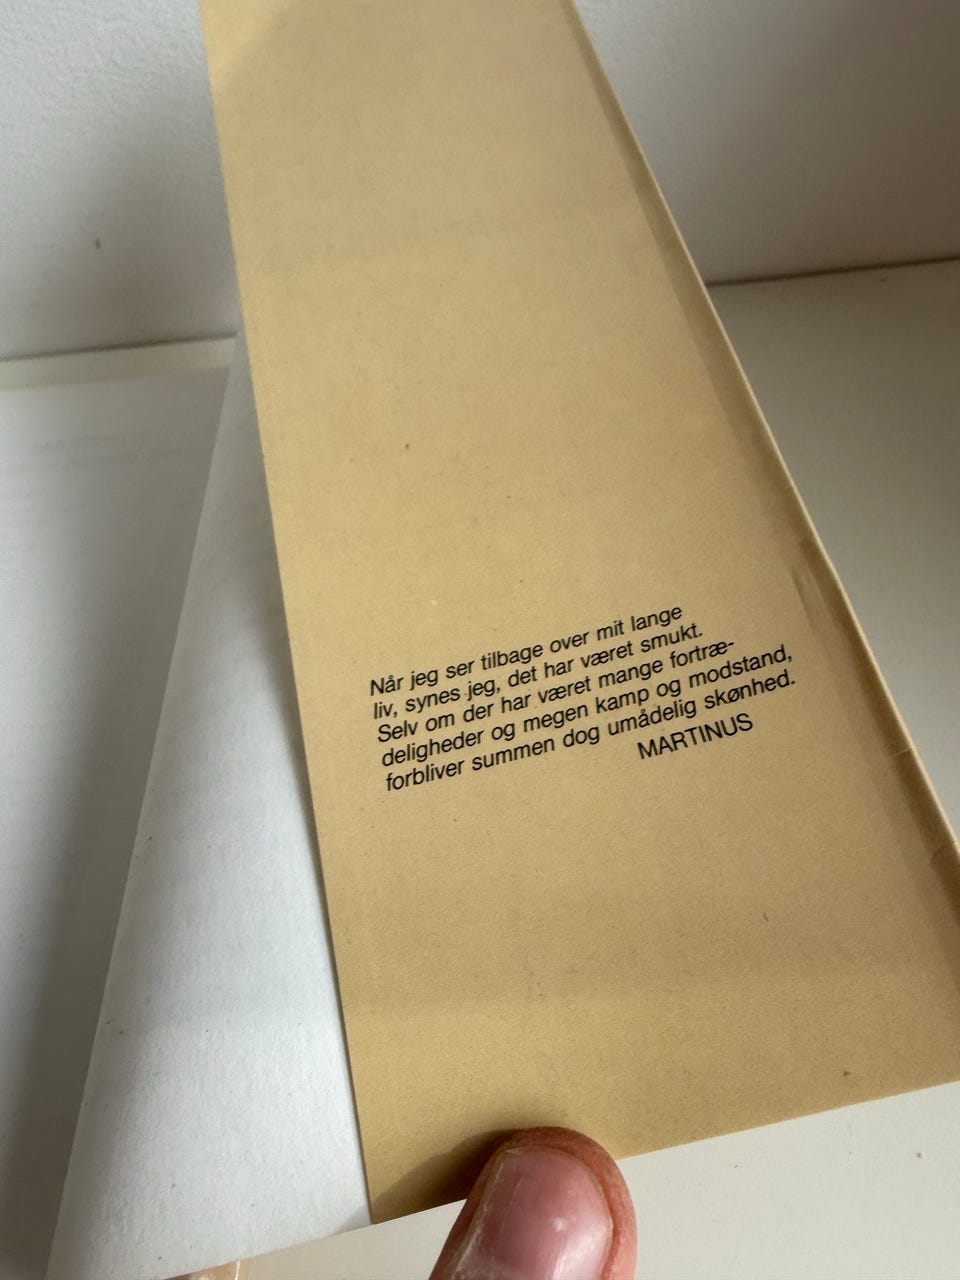 Når jeg ser tilbage over mit lange
liv, synes jeg, det har været smukt.
Selv om der har været mange fortræ-
deligheder og megen kamp og modstand,
forbliver summen dog umådelig skønhed.
MARTINUS